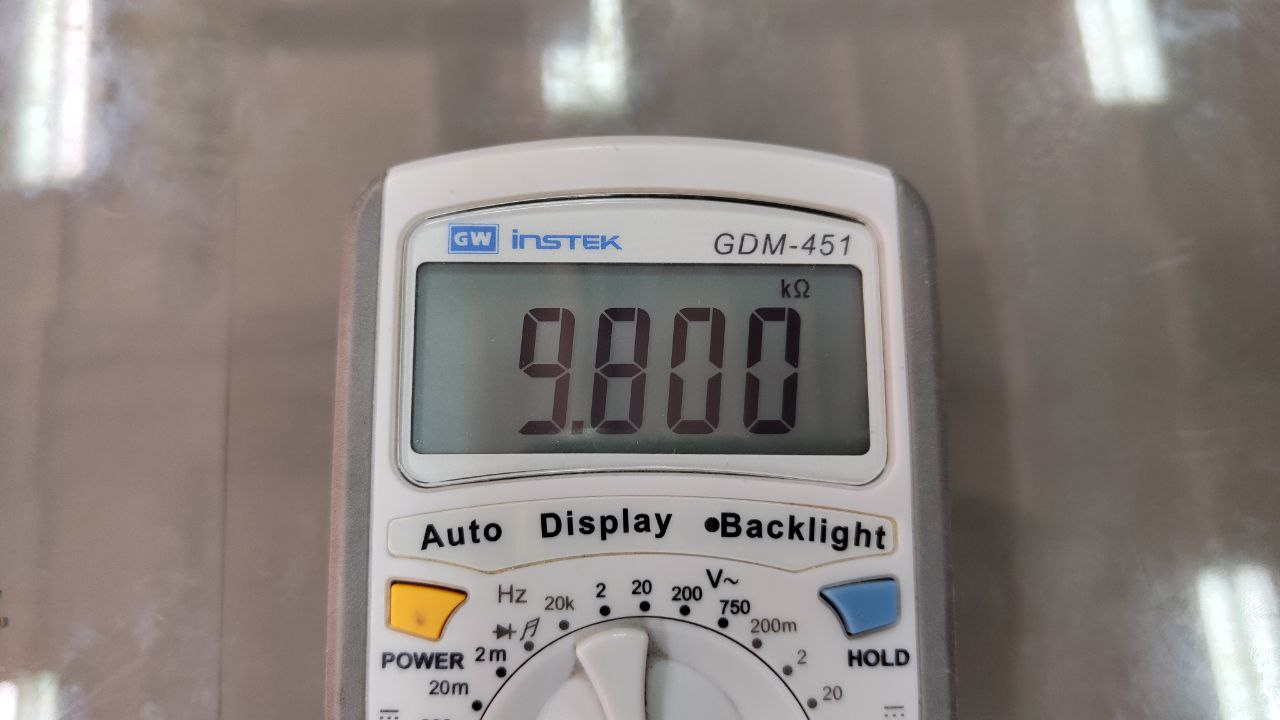 GW INSTEK GDM-451
kΩ
9.800
Auto Display •Backlight
Hz 20k 2 20 200 V~ 750
200m
POWER 2m 2 HOLD
20m 20